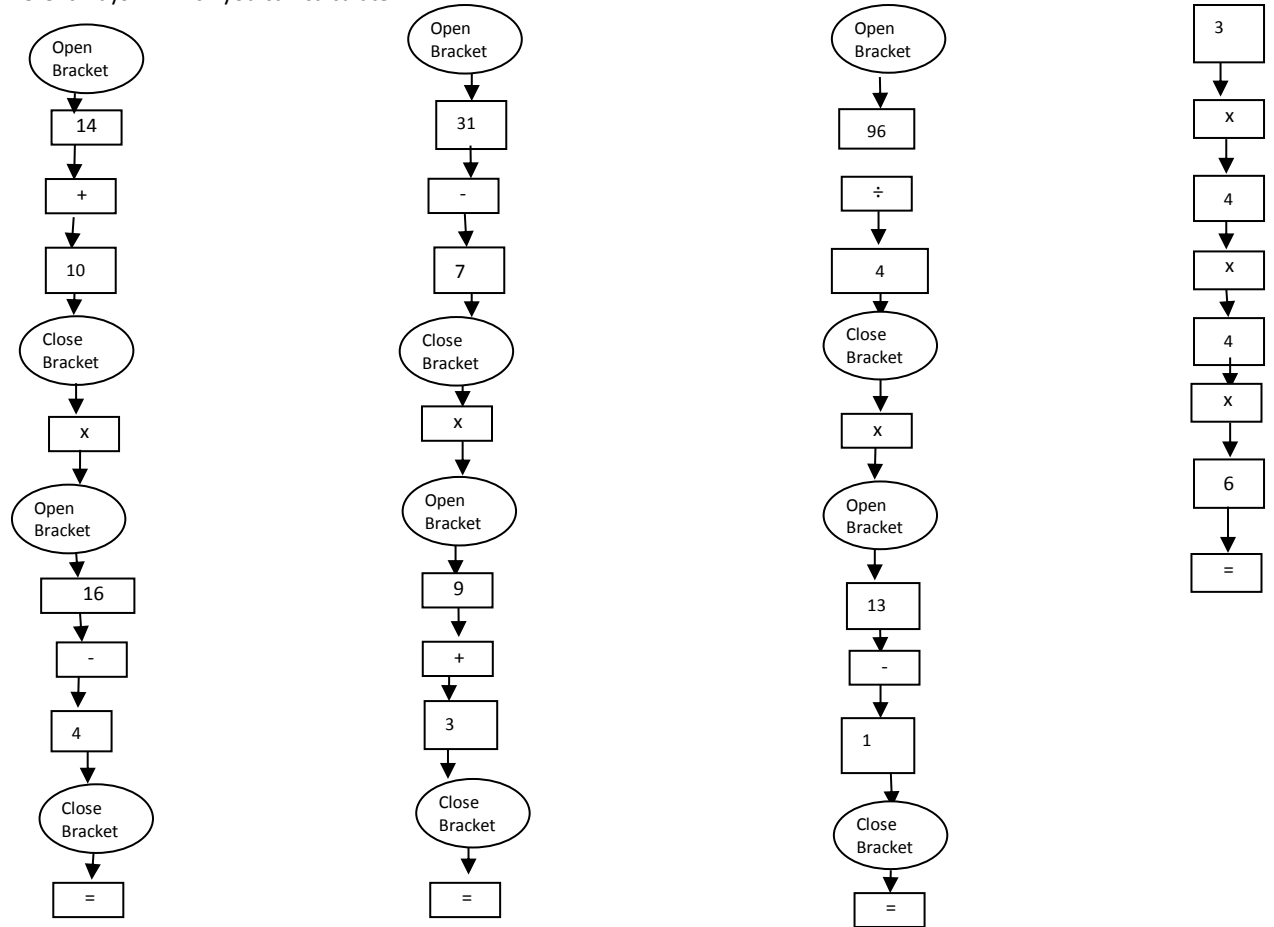 Open
Bracket
14
+
10
Close
Bracket
x
Open
Bracket
16
-
4
Close
Bracket
=
Open
Bracket
31
-
7
Close
Bracket
x
Open
Bracket
9
+
3
Close
Bracket
=
Open
Bracket
96
÷
4
Close
Bracket
x
Open
Bracket
13
-
1
Close
Bracket
=
3
x
4
x
4
x
6
=